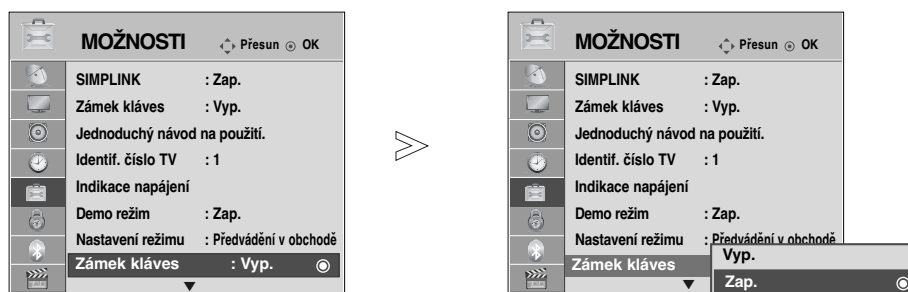 MOŽNOSTI Přesun OK
SIMPLINK : Zap.
Zámek kláves : Vyp.
Jednoduchý návod na použití.
Identif. číslo TV : 1
Indikace napájení
Demo režim : Zap.
Nastavení režimu : Předvádění v obchodě
Zámek kláves : Vyp.
MOŽNOSTI Přesun OK
SIMPLINK : Zap.
Zámek kláves : Vyp.
Jednoduchý návod na použití.
Identif. číslo TV : 1
Indikace napájení
Demo režim : Zap.
Nastavení režimu : Předvádění v obchodě
Zámek kláves
Vyp.
Zap.